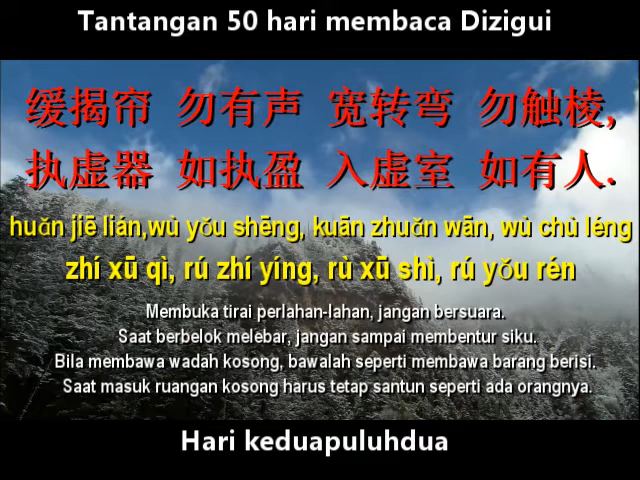 Tantangan 50 hari membaca Dizigui
缓揭帘 勿有声 宽转弯 勿触棱,
执虚器 如执盈 入虚室 如有人.
huǎn jiē lián,wù yǒu shēng, kuān zhuǎn wān, wù chù léng
zhí xū qì, rú zhí yíng, rù xū shì, rú yǒu rén
Membuka tirai perlahan-lahan, jangan bersuara.
Saat berbelok melebar, jangan sampai membentur siku.
Bila membawa wadah kosong, bawalah seperti membawa barang berisi.
Saat masuk ruangan kosong harus tetap santun seperti ada orangnya.
Hari keduapuluhdua